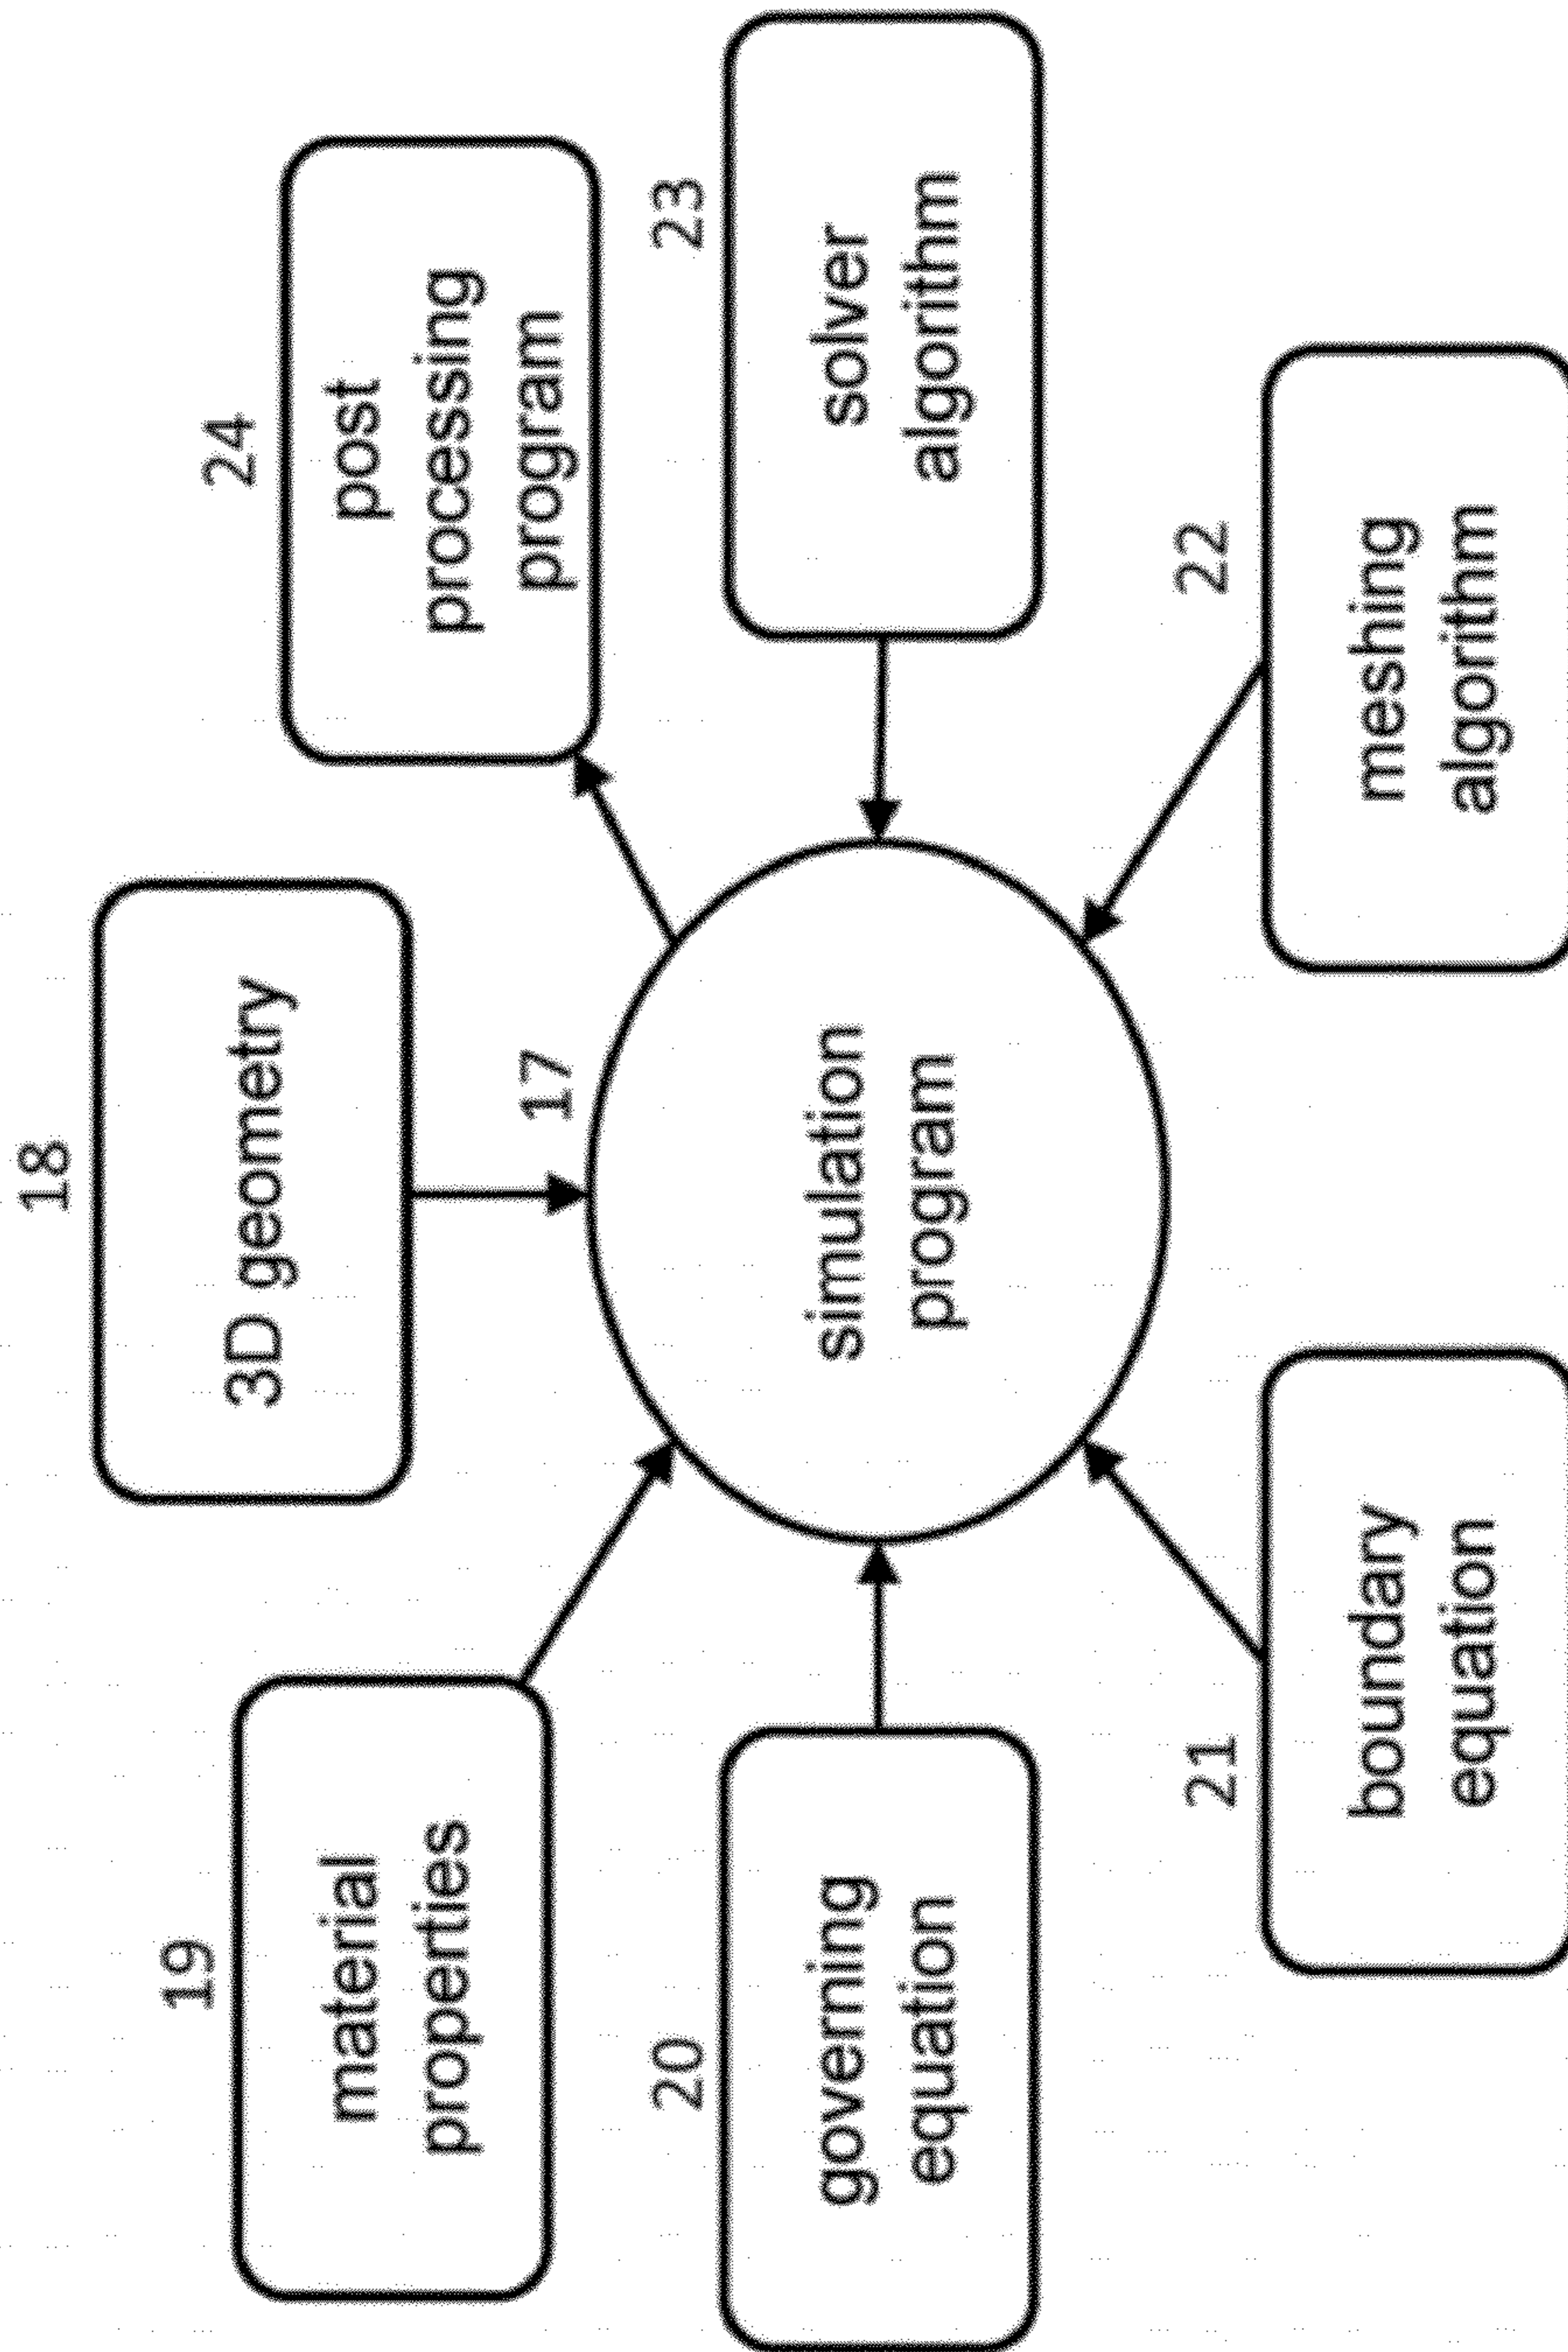 18
3D geometry
19
material
properties
24
post
processing
program
17
simulation
program
20
governing
equation
23
solver
algorithm
21
boundary
equation
22
meshing
algorithm